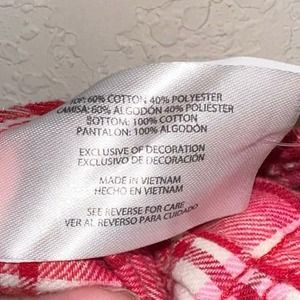 TOP: 60% COTTON 40% POLYESTER
CAMISA: 60% ALGODÓN 40% POLIÉSTER
BOTTOM: 100% COTTON
PANTALON: 100% ALGODÓN
EXCLUSIVE OF DECORATION
EXCLUSIVO DE DECORACIÓN
MADE IN VIETNAM
HECHO EN VIETNAM
SEE REVERSE FOR CARE
VER AL REVERSO PARA CUIDADO